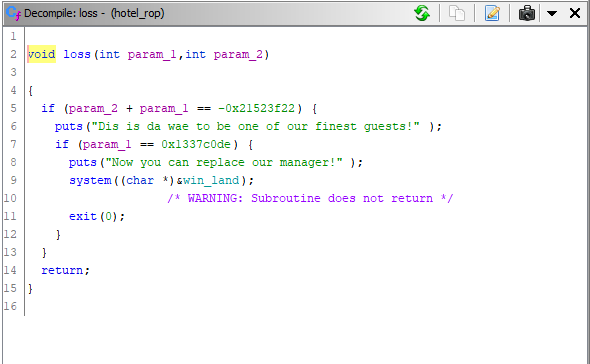 Decompile: loss - (hotel_rop)
1
2 void loss(int param_1,int param_2)
3
4 {
5 if (param_2 + param_1 == -0x21523f22) {
6 puts("Dis is da wae to be one of our finest guests!" );
7 if (param_1 == 0x1337c0de) {
8 puts("Now you can replace our manager!" );
9 system((char *)&win_land);
10 /* WARNING: Subroutine does not return */
11 exit(0);
12 }
13 }
14 return;
15 }
16